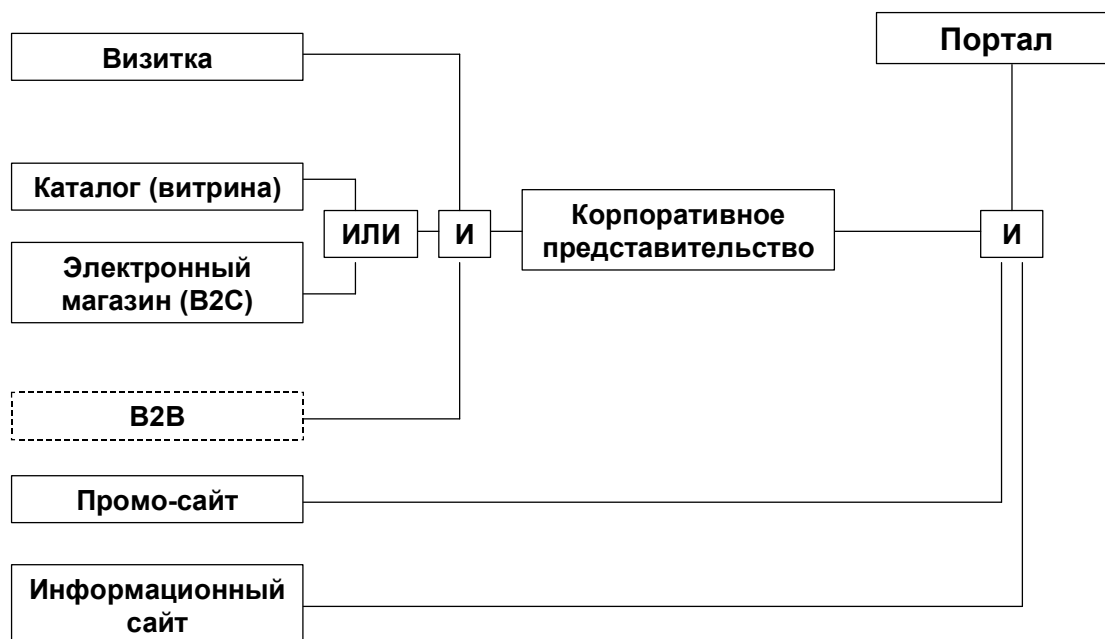 Портал
Визитка
Каталог (витрина)
ИЛИ
И
Корпоративное
представительство
И
Электронный
магазин (B2C)
B2B
Промо-сайт
Информационный
сайт